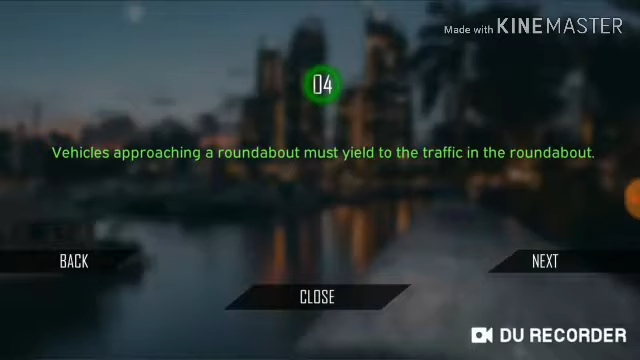 Made with KINEMASTER
04
Vehicles approaching a roundabout must yield to the traffic in the roundabout.
BACK
NEXT
CLOSE
DU RECORDER